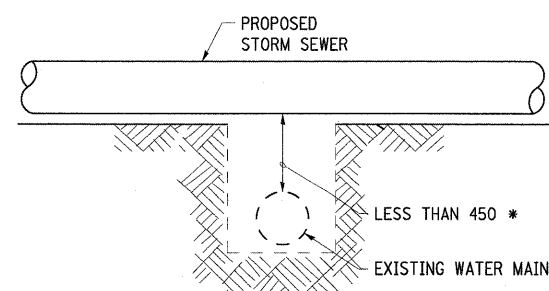 PROPOSED
STORM SEWER
LESS THAN 450 *
EXISTING WATER MAIN